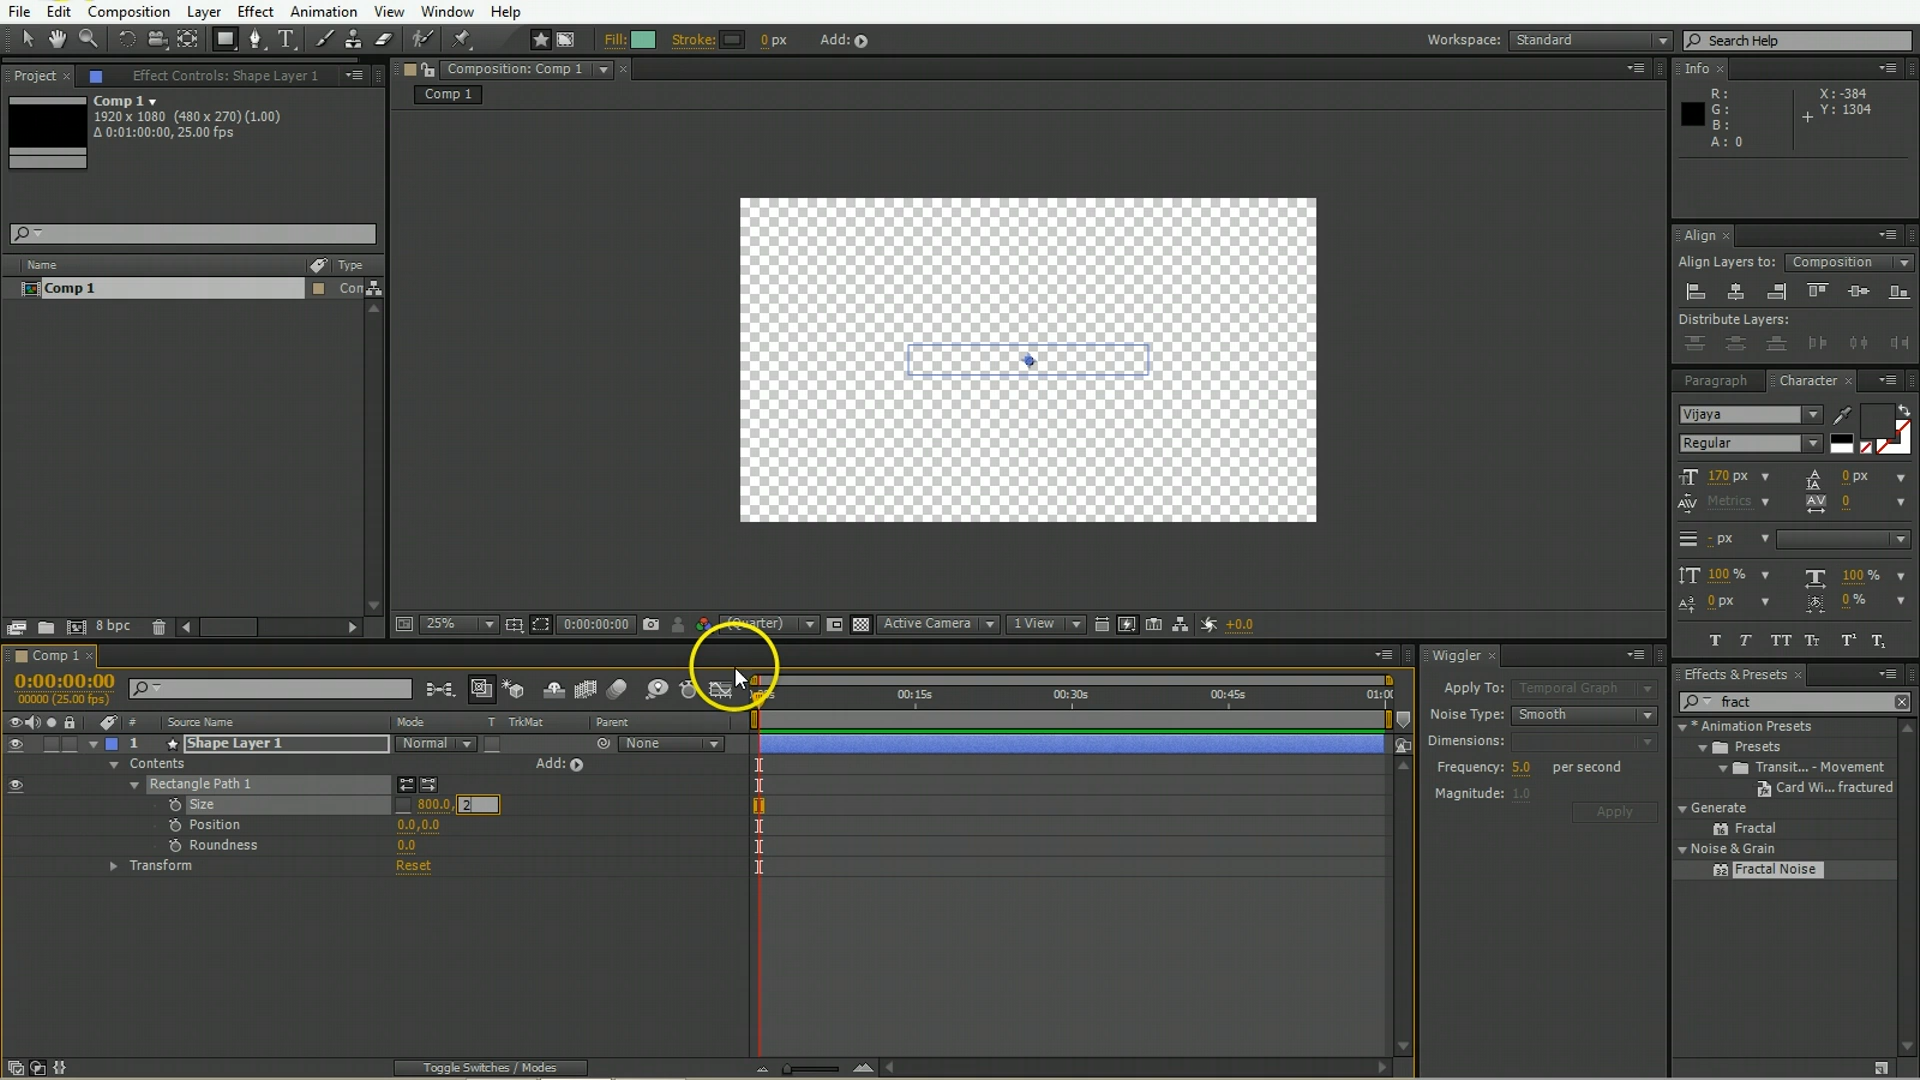 File Edit Composition Layer Effect Animation View Window Help
Fill: Stroke: 0 px Add: Workspace: Standard Search Help
Project × Effect Controls: Shape Layer 1
Comp 1
1920 x 1080 (480 x 270) (1.00)
Δ 0:01:00:00, 25.00 fps
Name Type
Comp 1 Con
8 bpc
Composition: Comp 1 ×
Comp 1
25% 0:00:00:00 (Quarter) Active Camera 1 View +0.0
Info ×
R: X: -384
G: Y: 1304
B:
A: 0
Align ×
Align Layers to: Composition
Distribute Layers:
Paragraph Character ×
Vijaya
Regular
170 px 0 px
Metrics 0
- px
100 % 100 %
0 px 0 %
T T TT Tt T¹ T₁
Comp 1 ×
0:00:00:00
00000 (25.00 fps)
00:15s 00:30s 00:45s 01:00
# Source Name Mode T TrkMat Parent
1 Shape Layer 1 Normal None
Contents Add:
Rectangle Path 1
Size 800.0, 2
Position 0.0,0.0
Roundness 0.0
Transform Reset
Toggle Switches / Modes
Wiggler ×
Apply To: Temporal Graph
Noise Type: Smooth
Dimensions:
Frequency: 5.0 per second
Magnitude: 1.0
Apply
Effects & Presets ×
fract
* Animation Presets
Presets
Transit... - Movement
Card Wi... fractured
Generate
16 Fractal
Noise & Grain
32 Fractal Noise